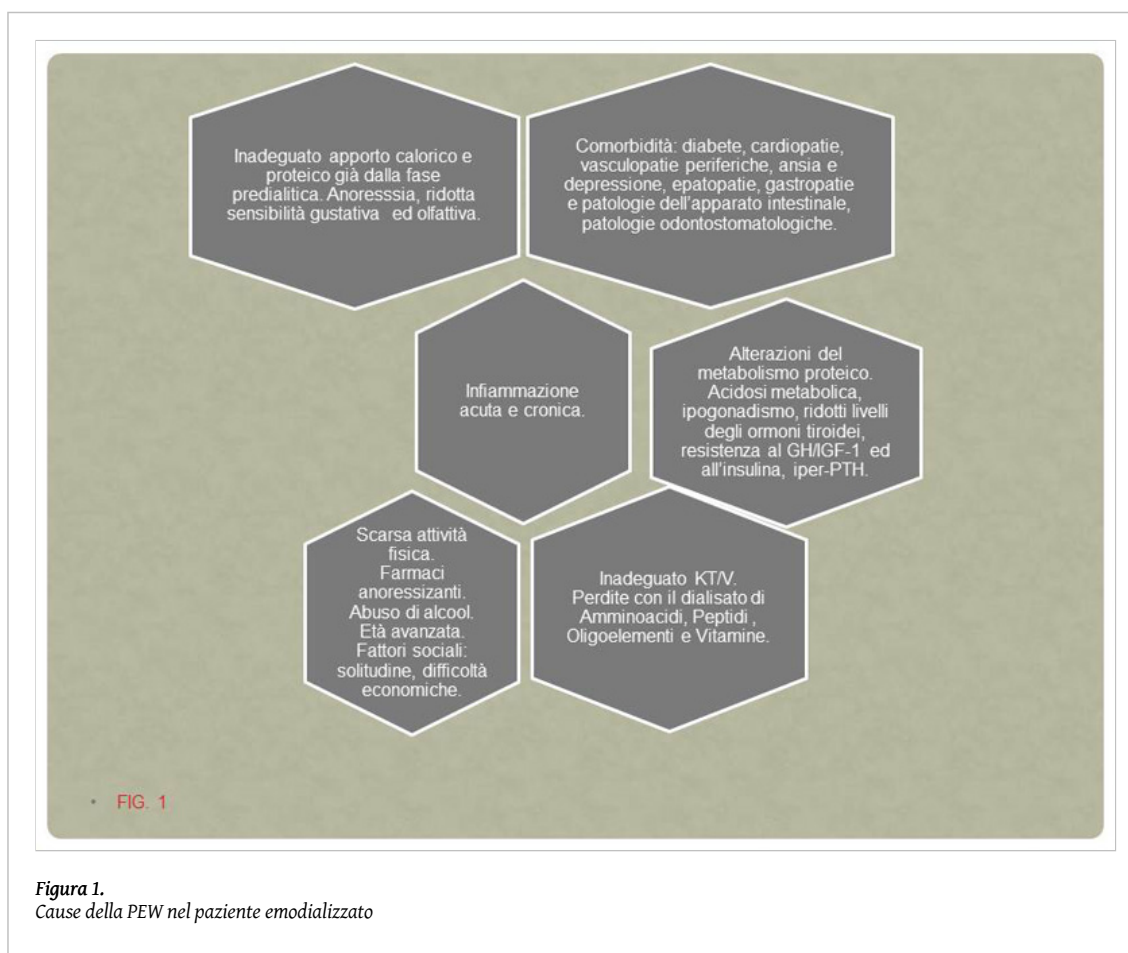 Inadeguato apporto calorico e
proteico già dalla fase
predialitica. Anoresssia, ridotta
sensibilità gustativa ed olfattiva.
Comorbidità: diabete, cardiopatie,
vasculopatie periferiche, ansia e
depressione, epatopatie, gastropatie
e patologie dell'apparato intestinale,
patologie odontostomatologiche.
Infiammazione
acuta e cronica.
Alterazioni del
metabolismo proteico.
Acidosi metabolica,
ipogonadismo, ridotti livelli
degli ormoni tiroidei,
resistenza al GH/IGF-1 ed
all'insulina, iper-PTH.
Scarsa attività
fisica.
Farmaci
anoressizanti.
Abuso di alcool.
Età avanzata.
Fattori sociali:
solitudine, difficoltà
economiche.
Inadeguato KT/V.
Perdite con il dialisato di
Amminoacidi, Peptidi ,
Oligoelementi e Vitamine.
• FIG. 1
Figura 1.
Cause della PEW nel paziente emodializzato